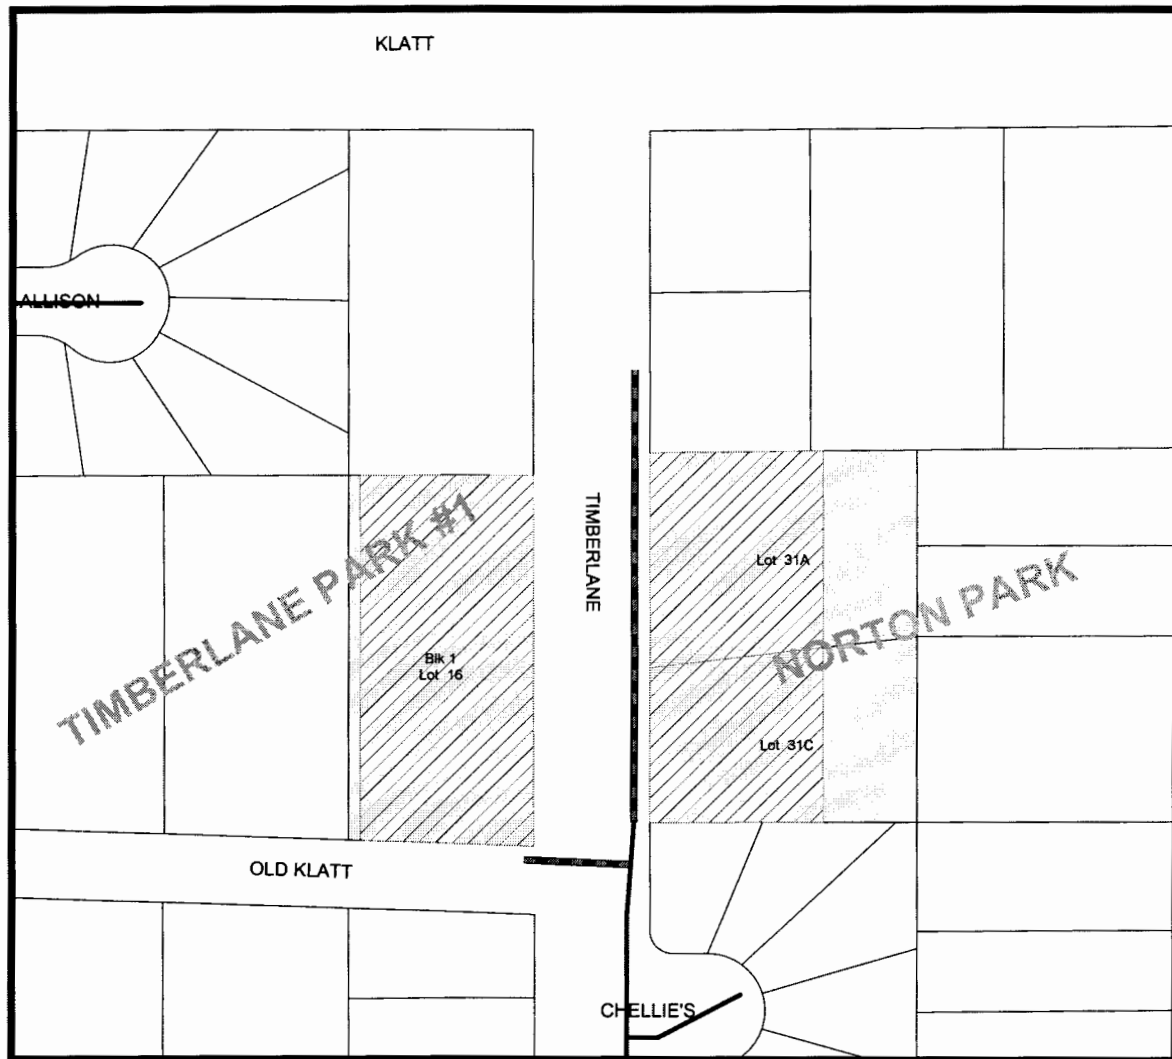 KLATT
ALLISON
TIMBERLANE
TIMBERLANE PARK #1
Lot 31A
NORTON PARK
Blk 1
Lot 16
Lot 31C
OLD KLATT
CHELLIE'S